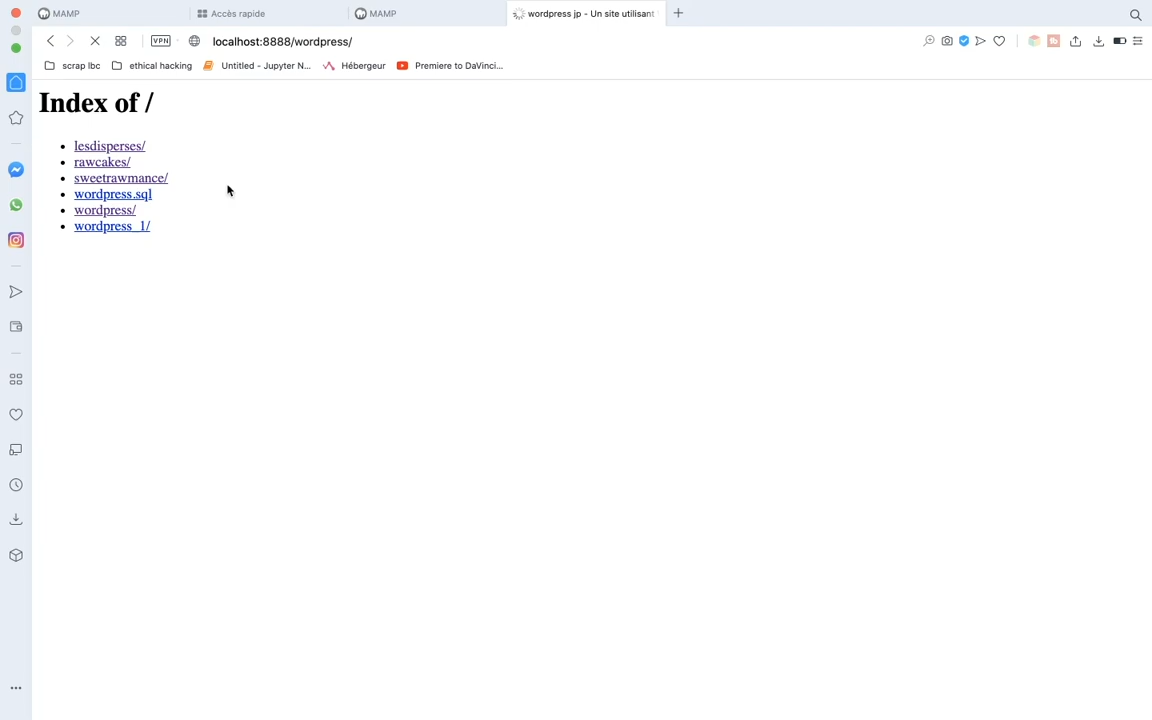 MAMP
Accès rapide
MAMP
wordpress jp - Un site utilisant
VPN
localhost:8888/wordpress/
scrap lbc
ethical hacking
Untitled - Jupyter N...
Hébergeur
Premiere to DaVinci...
Index of /
lesdisperses/
rawcakes/
sweetrawmance/
wordpress.sql
wordpress/
wordpress_1/